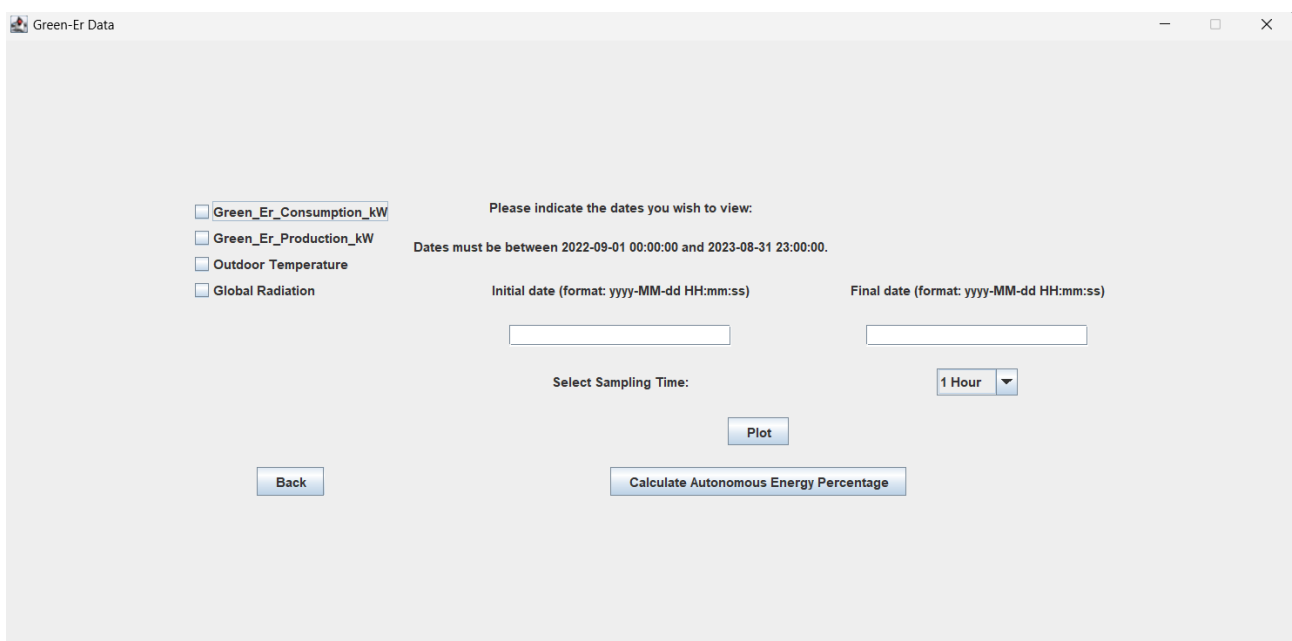 Green-Er Data
Green_Er_Consumption_kW
Please indicate the dates you wish to view:
Green_Er_Production_kW
Dates must be between 2022-09-01 00:00:00 and 2023-08-31 23:00:00.
Outdoor Temperature
Global Radiation
Initial date (format: yyyy-MM-dd HH:mm:ss)
Final date (format: yyyy-MM-dd HH:mm:ss)
Select Sampling Time:
1 Hour
Plot
Back
Calculate Autonomous Energy Percentage